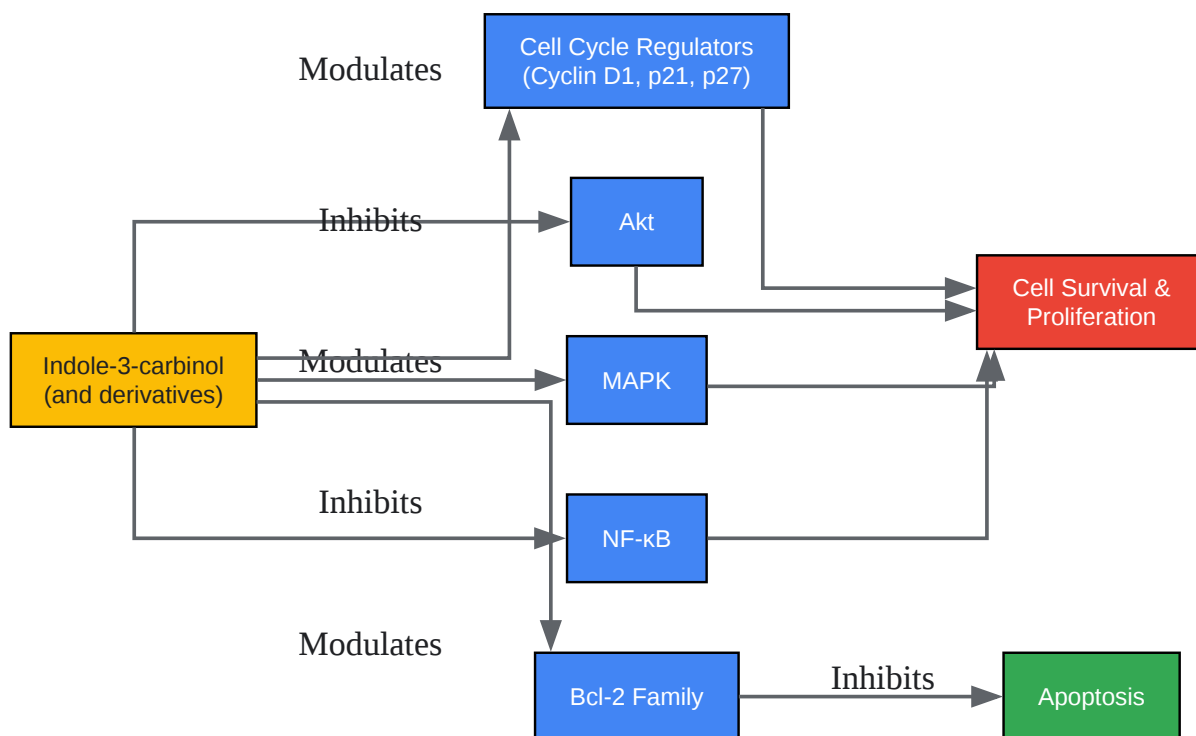 Cell Cycle Regulators
(Cyclin D1, p21, p27)
Modulates
Inhibits
Akt
Cell Survival &
Proliferation
Indole-3-carbinol
(and derivatives)
Modulates
MAPK
Inhibits
NF-κB
Modulates
Bcl-2 Family
Inhibits
Apoptosis